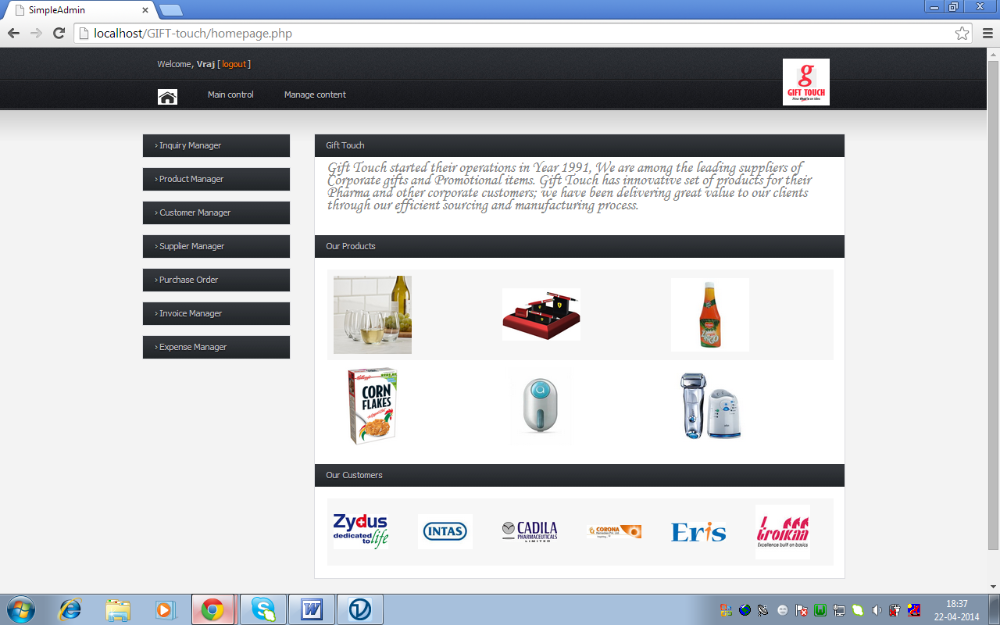 SimpleAdmin
localhost/GIFT-touch/homepage.php
Welcome, Vraj [ logout ]
g
GIFT TOUCH
Now that's an idea
Main control
Manage content
› Inquiry Manager
› Product Manager
› Customer Manager
› Supplier Manager
› Purchase Order
› Invoice Manager
› Expense Manager
Gift Touch
Gift Touch started their operations in Year 1991, We are among the leading suppliers of
Corporate gifts and Promotional items. Gift Touch has innovative set of products for their
Pharma and other corporate customers; we have been delivering great value to our clients
through our efficient sourcing and manufacturing process.
Our Products
Kellogg's
CORN
FLAKES
Our Customers
Zydus
dedicated
to life
INTAS
CADILA
PHARMACEUTICALS
LIMITED
CORONA
Remedies Pvt. Ltd.
Eris
troikaa
Excellence built on basics
18:37
22-04-2014